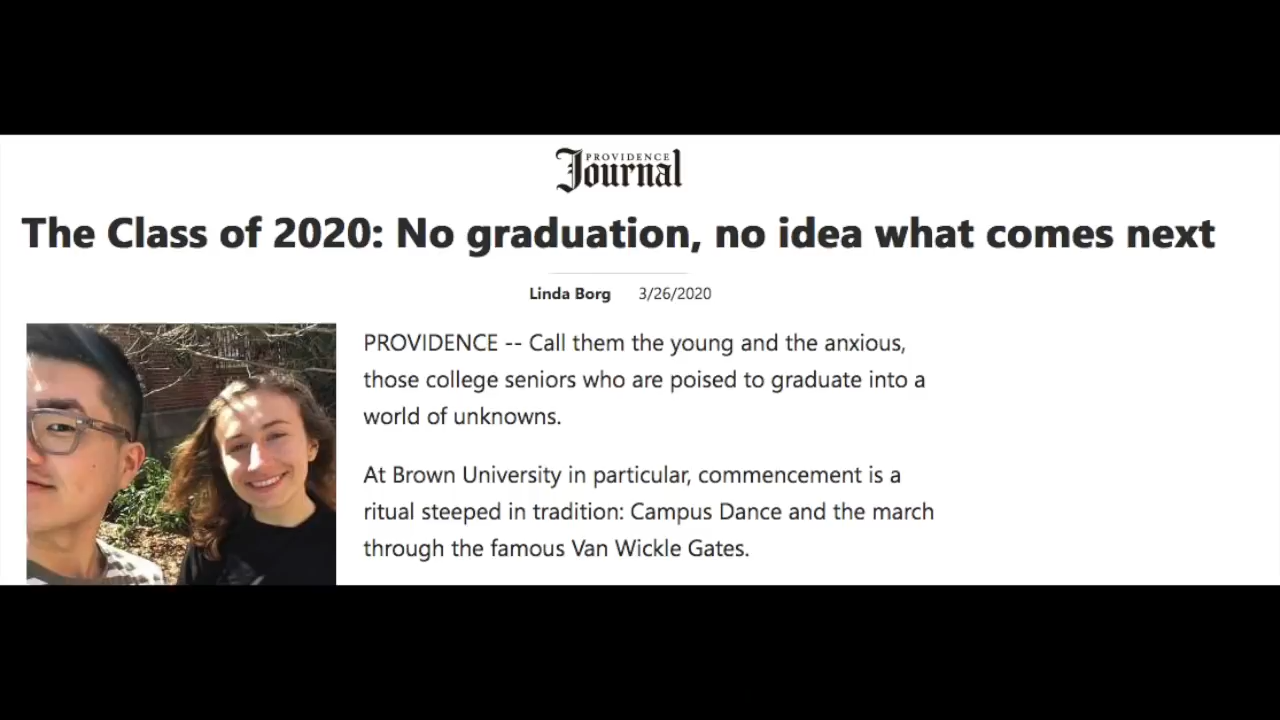 PROVIDENCE
Journal
The Class of 2020: No graduation, no idea what comes next
Linda Borg 3/26/2020
PROVIDENCE -- Call them the young and the anxious,
those college seniors who are poised to graduate into a
world of unknowns.
At Brown University in particular, commencement is a
ritual steeped in tradition: Campus Dance and the march
through the famous Van Wickle Gates.